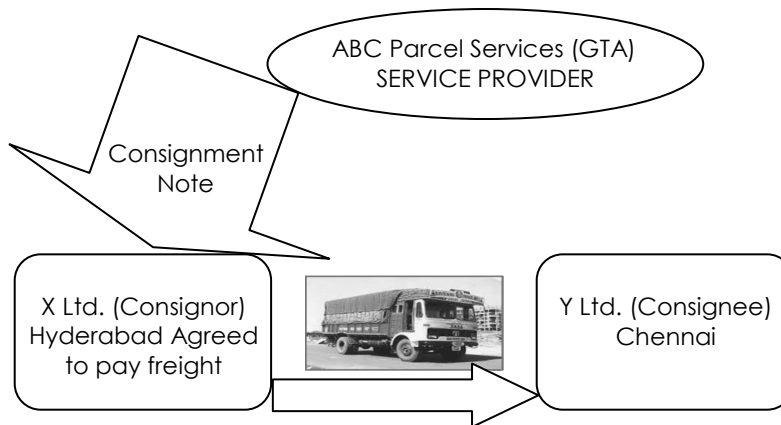 ABC Parcel Services (GTA)
SERVICE PROVIDER
Consignment
Note
X Ltd. (Consignor)
Hyderabad Agreed
to pay freight
Y Ltd. (Consignee)
Chennai